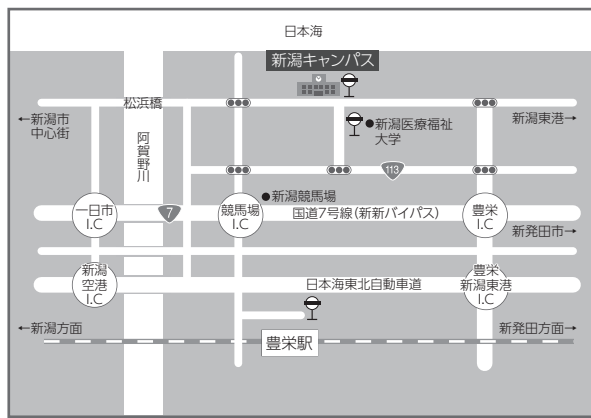 日本海
新潟キャンパス
松浜橋
←新潟市
中心街
阿賀野川
●新潟医療福祉
大学
新潟東港→
113
●新潟競馬場
一日市
I.C
7
競馬場
I.C
国道7号線(新新バイパス)
豊栄
I.C
新発田市→
新潟
空港
I.C
日本海東北自動車道
豊栄
新潟東港
I.C
←新潟方面
豊栄駅
新発田方面→